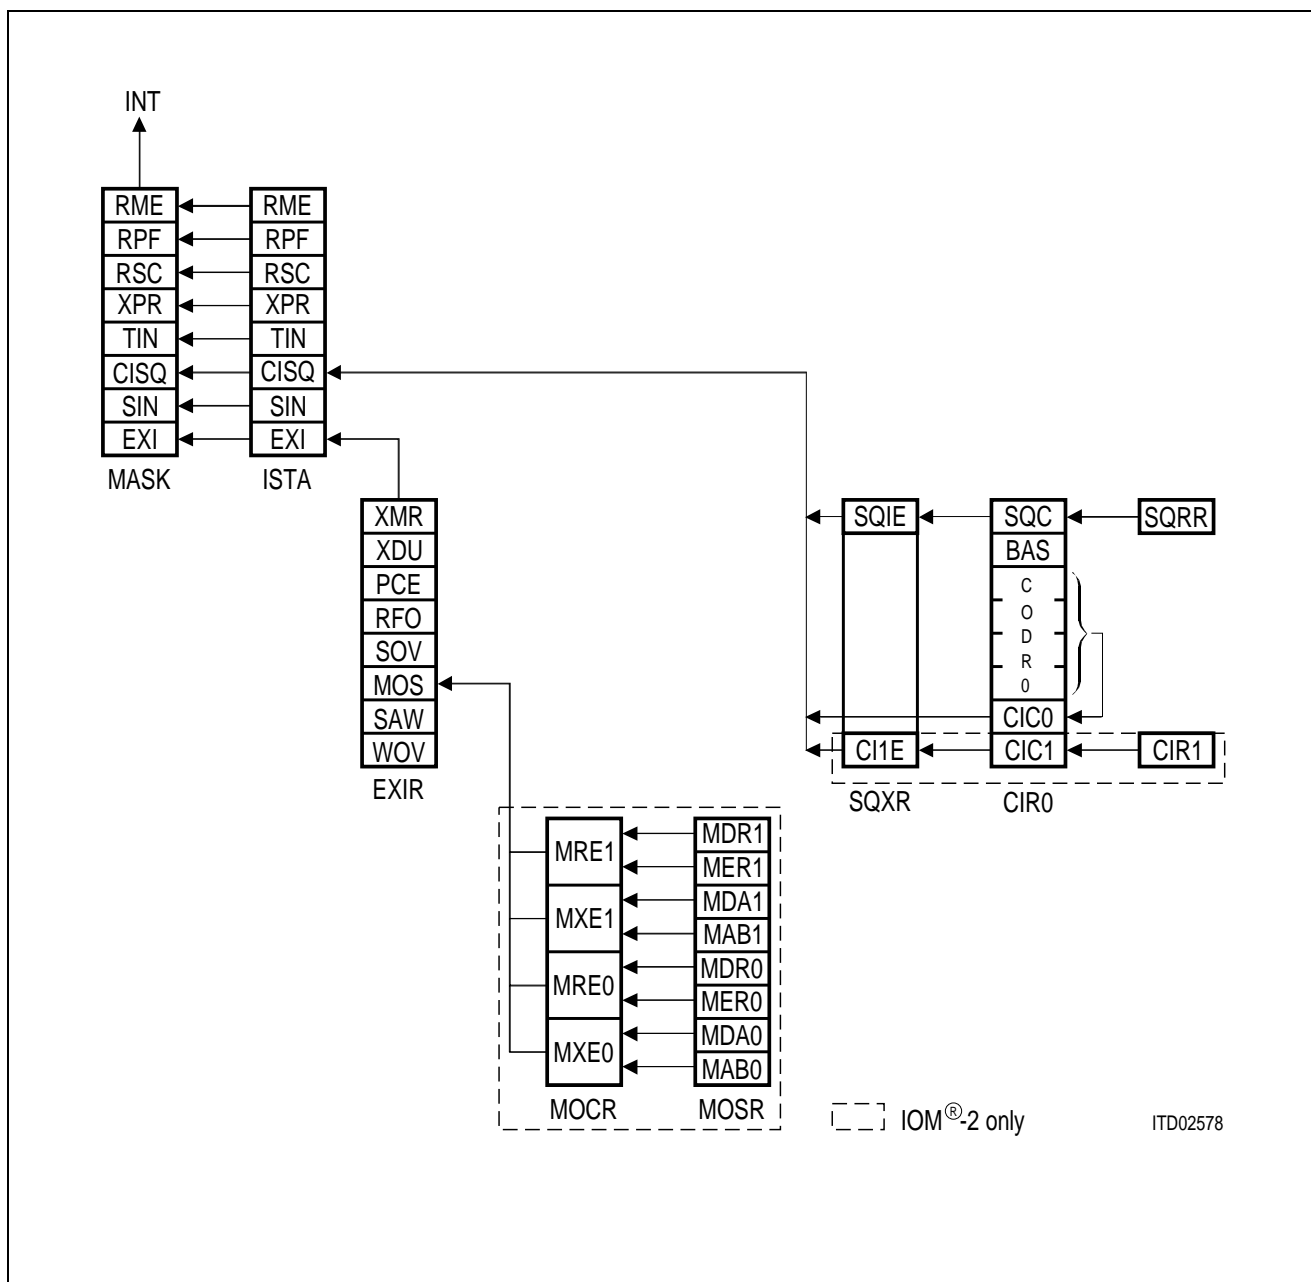 INT
RME
RPF
RSC
XPR
TIN
CISQ
SIN
EXI
MASK
RME
RPF
RSC
XPR
TIN
CISQ
SIN
EXI
ISTA
XMR
XDU
PCE
RFO
SOV
MOS
SAW
WOV
EXIR
SQIE
CI1E
SQXR
SQC
BAS
C
O
D
R
0
CIC0
CIC1
CIR0
SQRR
CIR1
MRE1
MXE1
MRE0
MXE0
MOCR
MDR1
MER1
MDA1
MAB1
MDR0
MER0
MDA0
MAB0
MOSR
IOM®-2 only
ITD02578